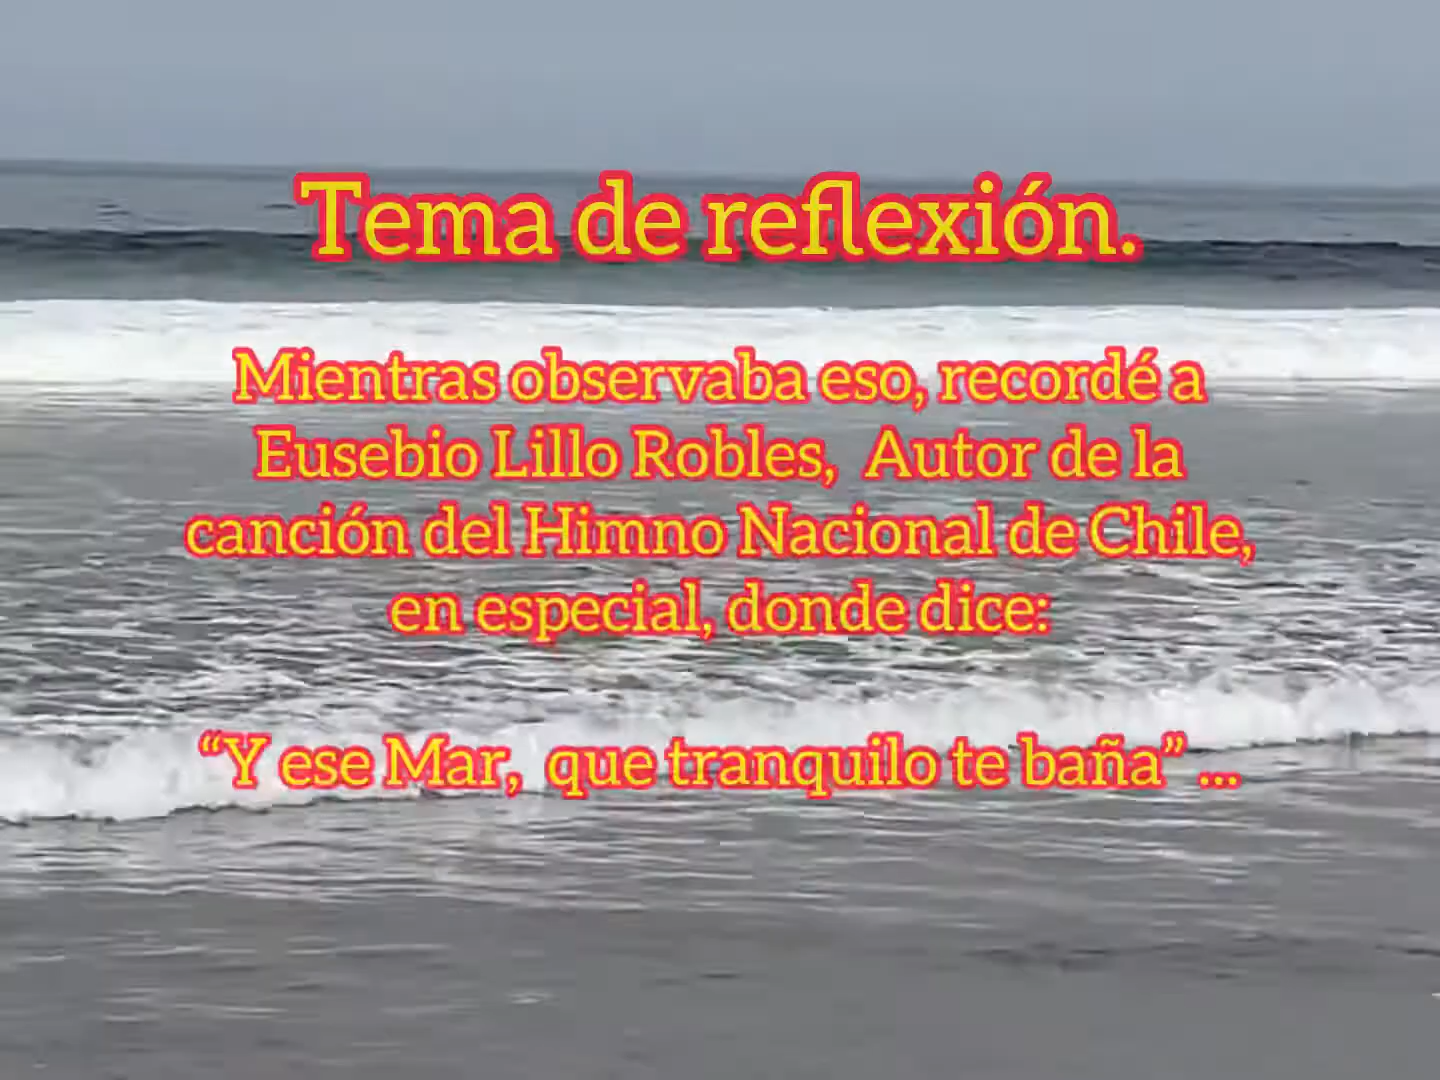 Tema de reflexión.
Mientras observaba eso, recordé a
Eusebio Lillo Robles, Autor de la
canción del Himno Nacional de Chile,
en especial, donde dice:
“Y ese Mar, que tranquilo te baña” ...